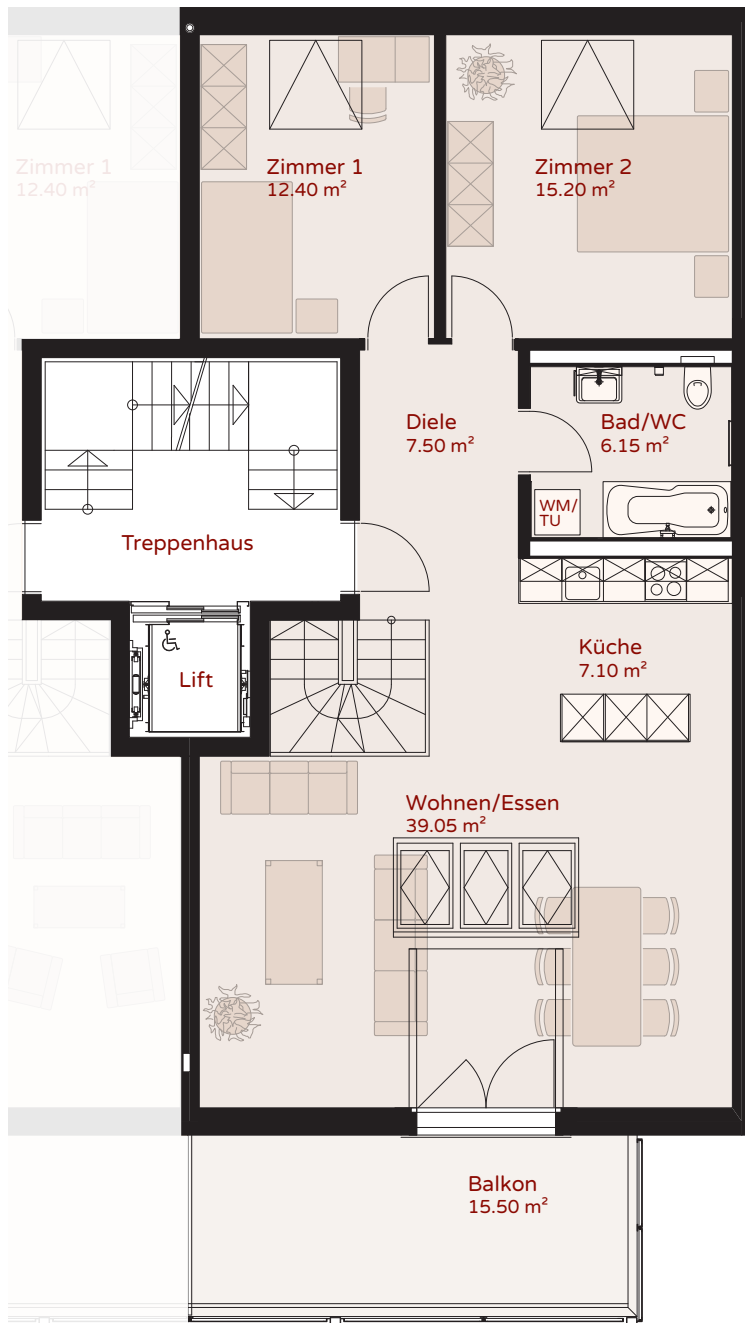 Zimmer 1
12.40 m²
Zimmer 1
12.40 m²
Zimmer 2
15.20 m²
Diele
7.50 m²
Bad/WC
6.15 m²
WM/
TU
Treppenhaus
Küche
7.10 m²
Lift
Wohnen/Essen
39.05 m²
Balkon
15.50 m²